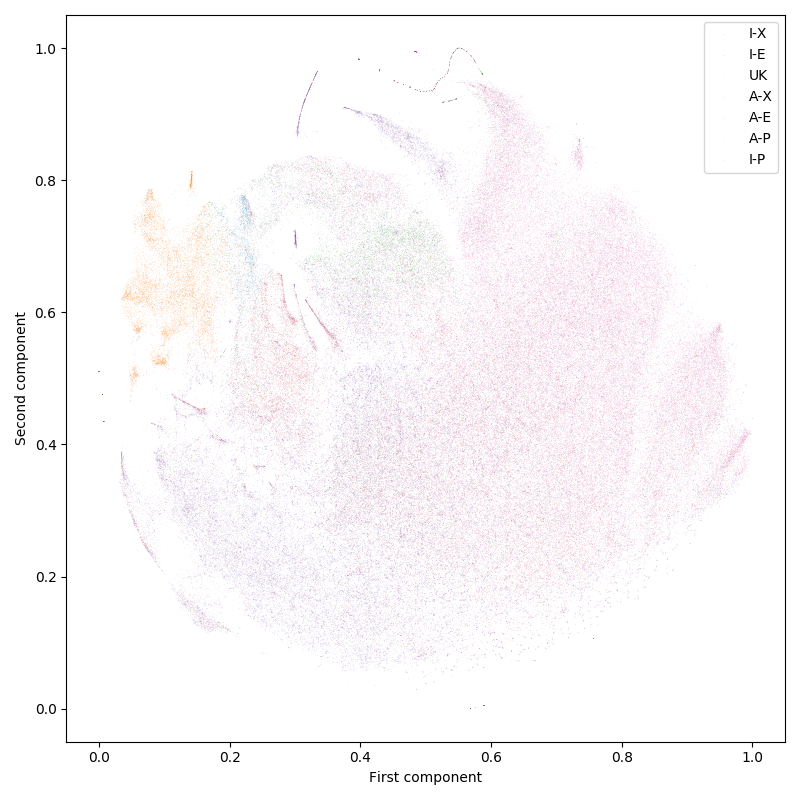 I-X
I-E
UK
A-X
A-E
A-P
I-P
1.0
0.8
0.6
0.4
0.2
0.0
Second component
0.0 0.2 0.4 0.6 0.8 1.0
First component